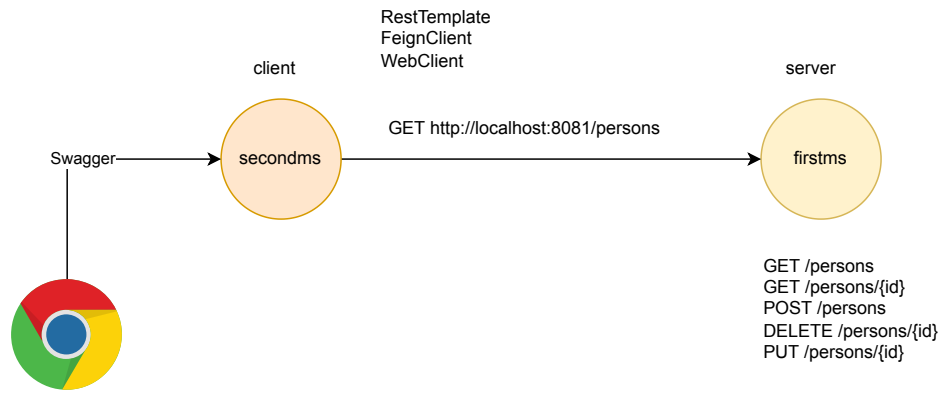 RestTemplate
FeignClient
WebClient
client
server
GET http://localhost:8081/persons
Swagger
secondms
firstms
GET /persons
GET /persons/{id}
POST /persons
DELETE /persons/{id}
PUT /persons/{id}